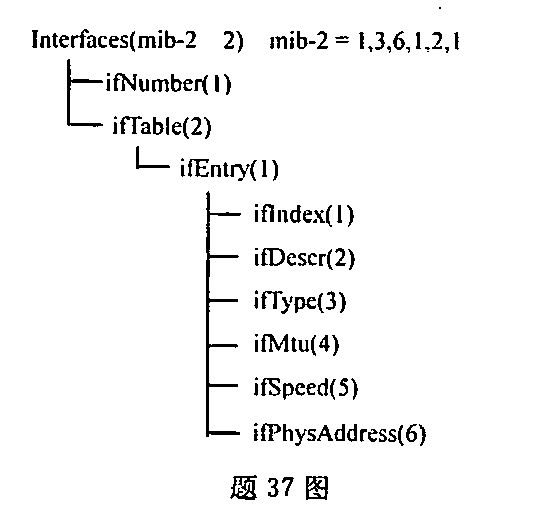 Interfaces(mib-2 2) mib-2 = 1,3,6,1,2,1
ifNumber(1)
ifTable(2)
ifEntry(1)
ifIndex(1)
ifDescr(2)
ifType(3)
ifMtu(4)
ifSpeed(5)
ifPhysAddress(6)
题 37 图